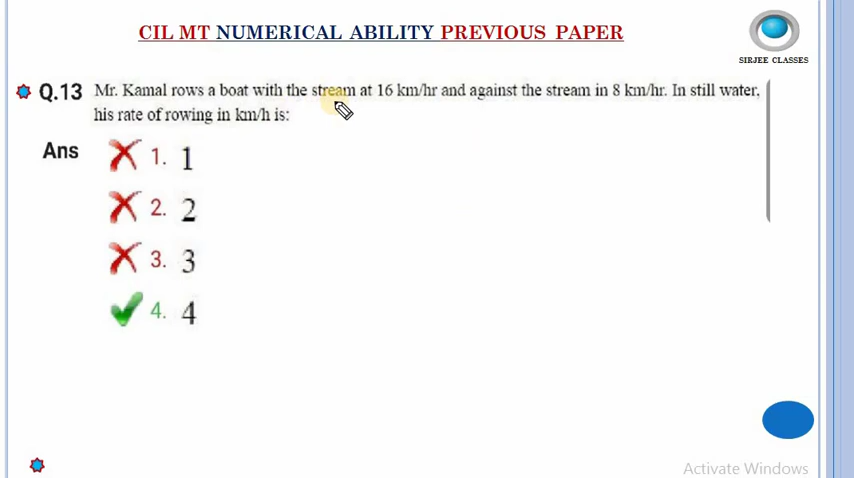 CIL MT NUMERICAL ABILITY PREVIOUS PAPER
SIRJEE CLASSES
Q.13 Mr. Kamal rows a boat with the stream at 16 km/hr and against the stream in 8 km/hr. In still water,
his rate of rowing in km/h is:
Ans 1. 1
2. 2
3. 3
4. 4
Activate Windows